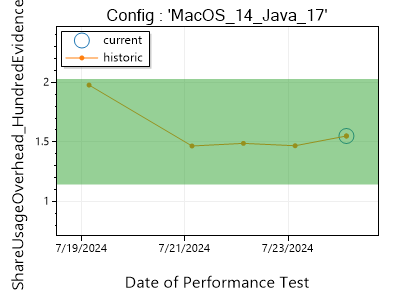 Config : 'MacOS_14_Java_17'
current
historic
ShareUsageOverhead_HundredEvidence
2
1.5
1
7/19/2024
7/21/2024
7/23/2024
Date of Performance Test